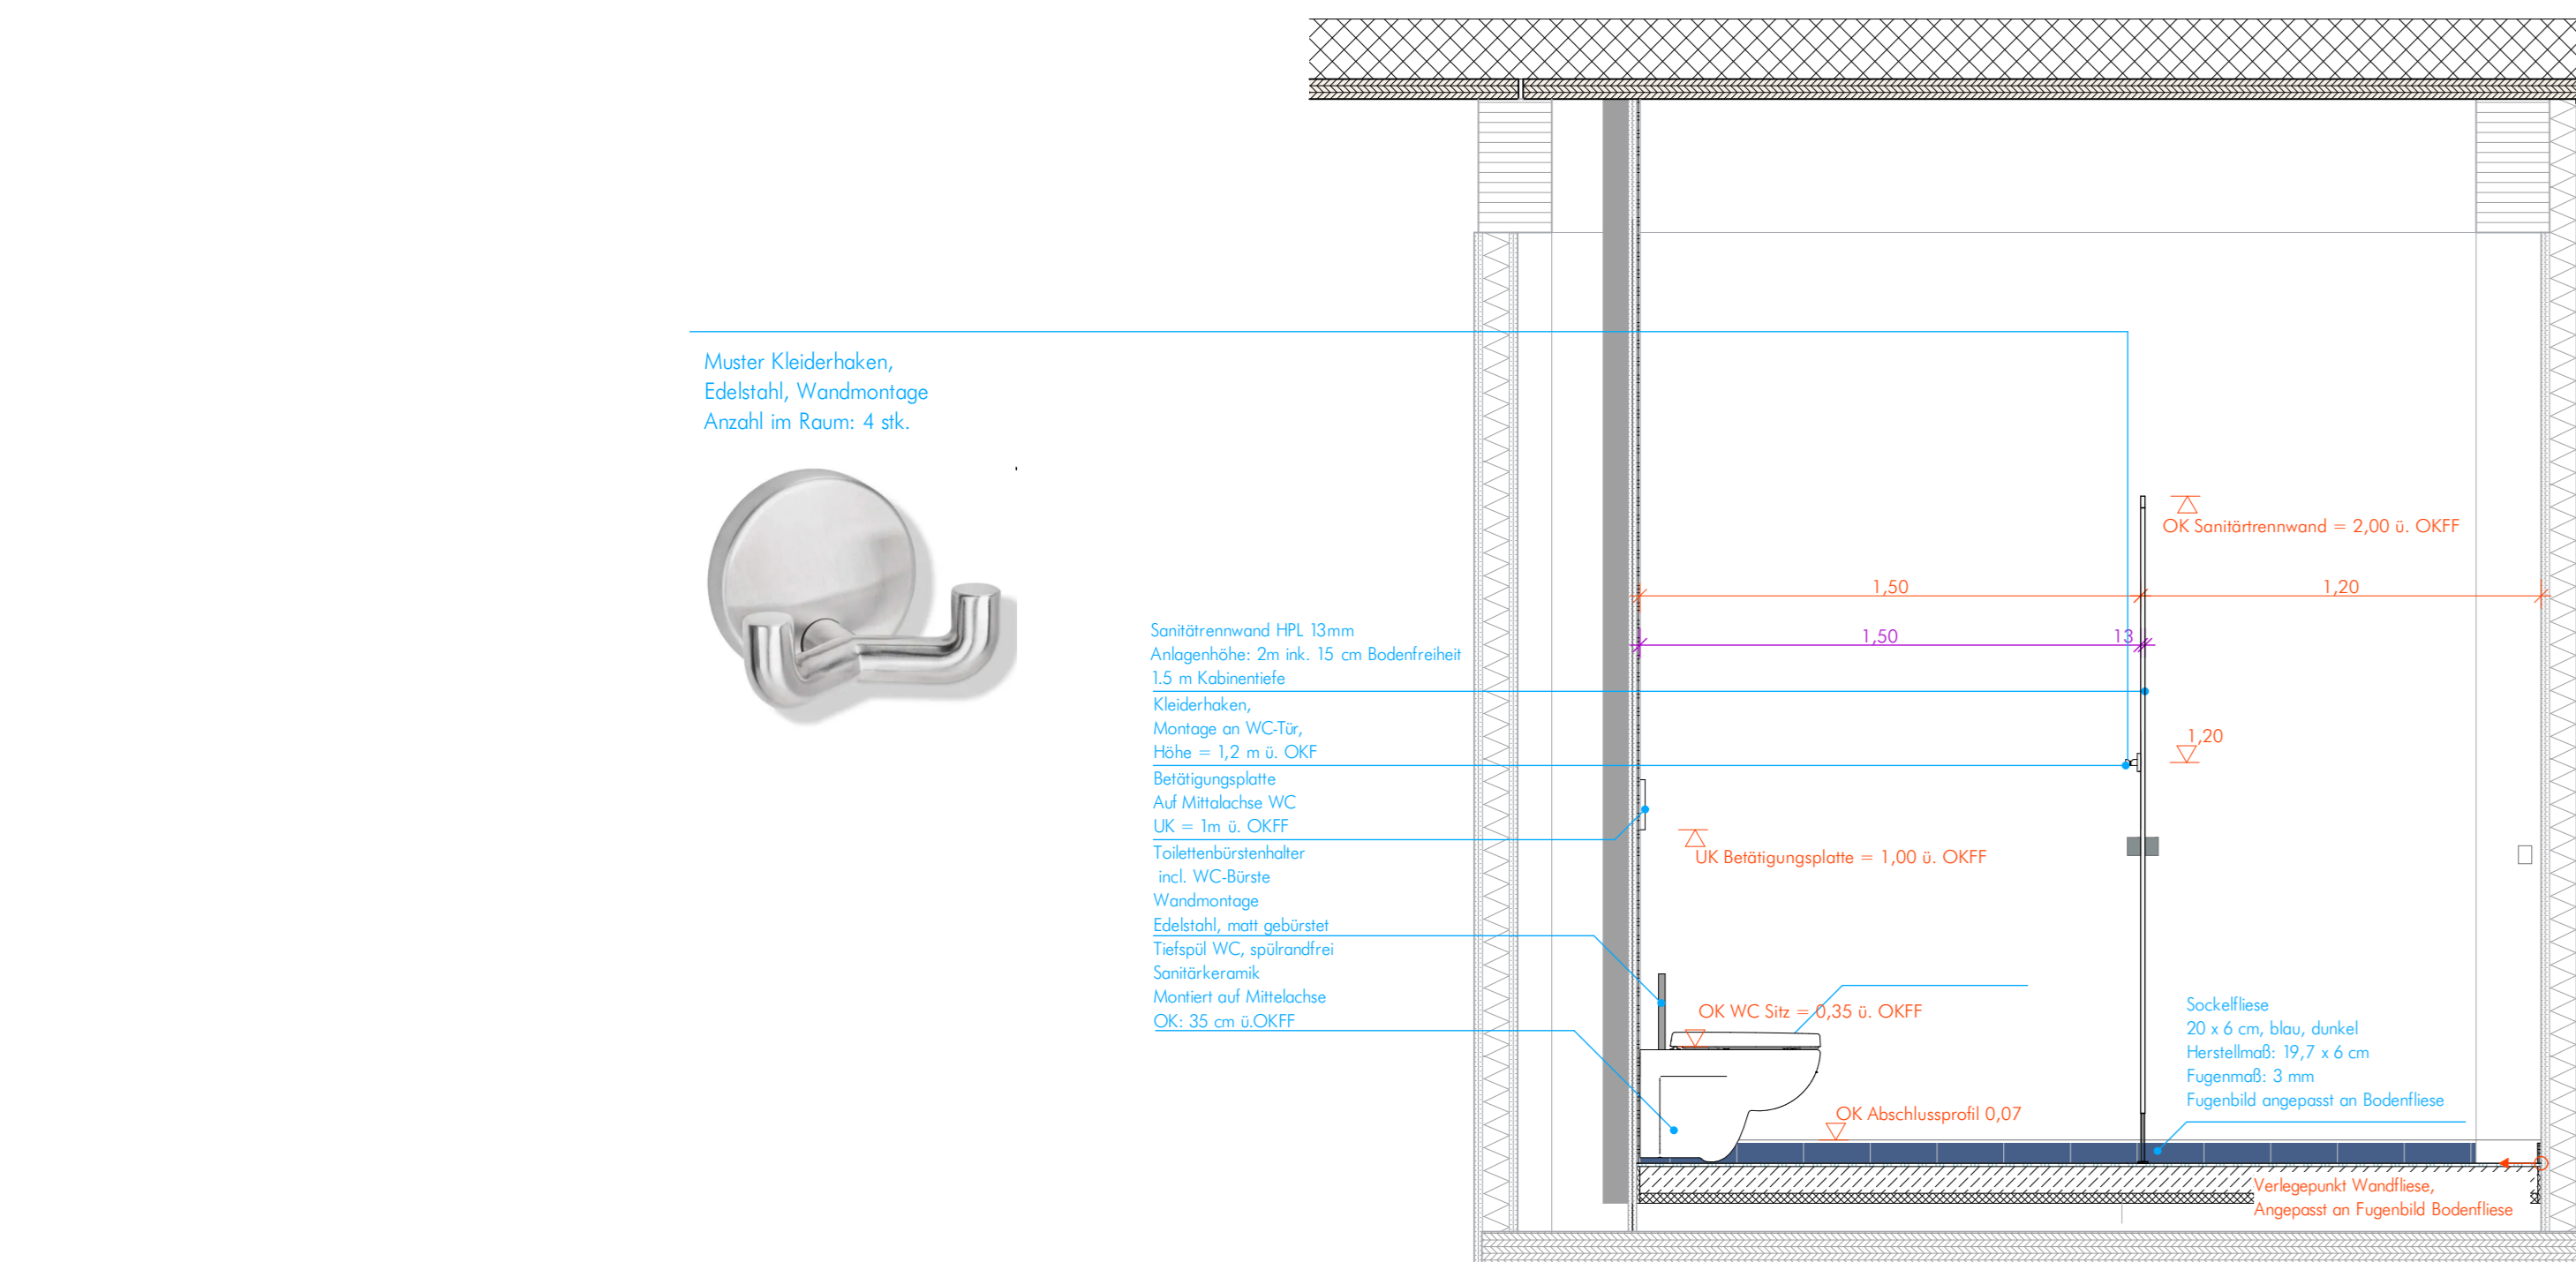 Muster Kleiderhaken,
Edelstahl, Wandmontage
Anzahl im Raum: 4 stk.
OK Sanitärtrennwand = 2,00 ü. OKFF
1,50
1,20
1,50
13
Sanitätrennwand HPL 13mm
Anlagenhöhe: 2m ink. 15 cm Bodenfreiheit
1.5 m Kabinentiefe
Kleiderhaken,
Montage an WC-Tür,
Höhe = 1,2 m ü. OKF
1,20
Betätigungsplatte
Auf Mittalachse WC
UK = 1m ü. OKFF
UK Betätigungsplatte = 1,00 ü. OKFF
Toilettenbürstenhalter
incl. WC-Bürste
Wandmontage
Edelstahl, matt gebürstet
Tiefspül WC, spülrandfrei
Sanitärkeramik
Montiert auf Mittelachse
OK: 35 cm ü.OKFF
OK WC Sitz = 0,35 ü. OKFF
Sockelfliese
20 x 6 cm, blau, dunkel
Herstellmaß: 19,7 x 6 cm
Fugenmaß: 3 mm
Fugenbild angepasst an Bodenfliese
OK Abschlussprofil 0,07
Verlegepunkt Wandfliese,
Angepasst an Fugenbild Bodenfliese